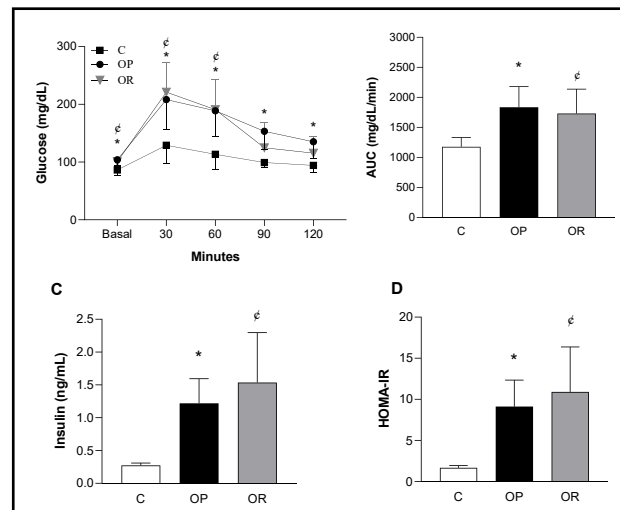 Glucose (mg/dL)
300
200
100
0
C
OP
OR
¢
*
¢
*
¢
*
*
*
Basal 30 60 90 120
Minutes
AUC (mg/dL/min)
3000
2500
2000
1500
1000
500
0
*
¢
C OP OR
C
Insulin (ng/mL)
2.5
2.0
1.5
1.0
0.5
0.0
*
¢
C OP OR
D
HOMA-IR
20
15
10
5
0
*
¢
C OP OR